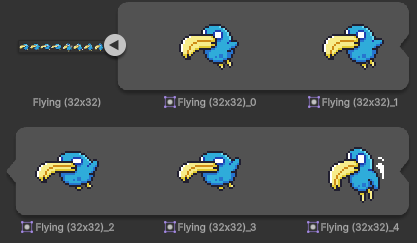 Flying (32x32)
Flying (32x32)_0
Flying (32x32)_1
Flying (32x32)_2
Flying (32x32)_3
Flying (32x32)_4